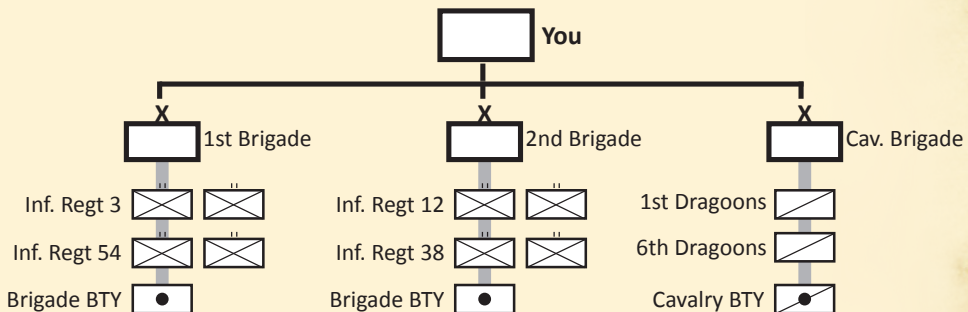 You
X X X
1st Brigade 2nd Brigade Cav. Brigade
Inf. Regt 3 Inf. Regt 12 1st Dragoons
Inf. Regt 54 Inf. Regt 38 6th Dragoons
Brigade BTY Brigade BTY Cavalry BTY